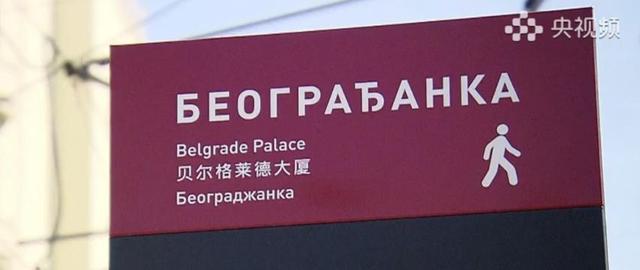 央视频
БЕОГРАЂАНКА
Belgrade Palace
贝尔格莱德大厦
Београджанка